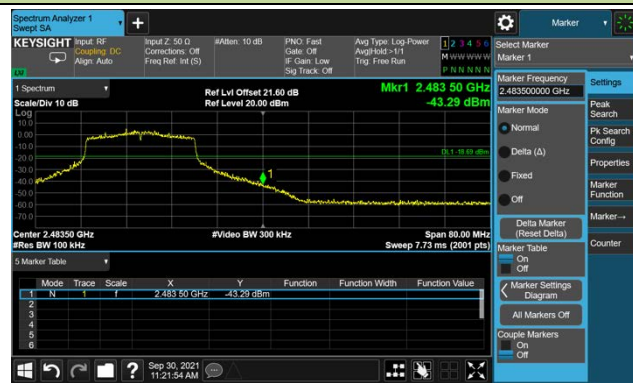 Spectrum Analyzer 1
Swept SA
+
Marker
KEYSIGHT
Input: RF
Coupling: DC
Align: Auto
Input Z: 50 Ω
Corrections: Off
Freq Ref: Int (S)
#Atten: 10 dB
PNO: Fast
Gate: Off
IF Gain: Low
Sig Track: Off
Avg Type: Log-Power
Avg|Hold:>1/1
Trig: Free Run
1 2 3 4 5 6
M W W W W W
P N N N N N
Select Marker
Marker 1
1 Spectrum
Scale/Div 10 dB
Log
Ref Lvl Offset 21.60 dB
Ref Level 20.00 dBm
Mkr1 2.483 50 GHz
-43.29 dBm
10.0
0.00
-10.0
-20.0
-30.0
-40.0
-50.0
-60.0
-70.0
DL1 -18.69 dBm
1
Center 2.48350 GHz
#Res BW 100 kHz
#Video BW 300 kHz
Span 80.00 MHz
Sweep 7.73 ms (2001 pts)
5 Marker Table
Mode Trace Scale X Y Function Function Width Function Value
1 N 1 f 2.483 50 GHz -43.29 dBm
2
3
4
5
6
Marker Frequency
2.483500000 GHz
Marker Mode
Normal
Delta (Δ)
Fixed
Off
Delta Marker
(Reset Delta)
Marker Table
On
Off
Marker Settings
Diagram
All Markers Off
Couple Markers
On
Off
Settings
Peak
Search
Pk Search
Config
Properties
Marker
Function
Marker→
Counter
?
Sep 30, 2021
11:21:54 AM